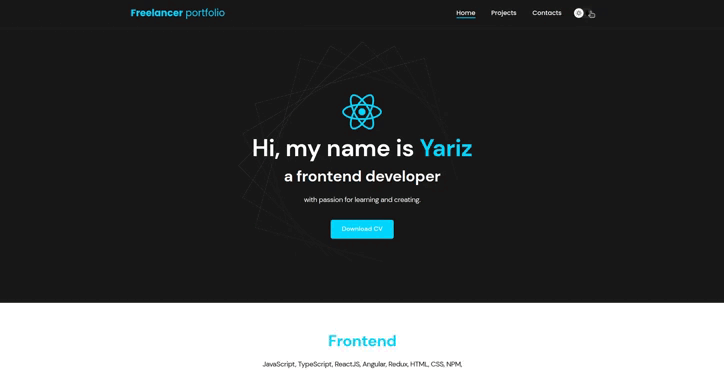 Freelancer portfolio
Home Projects Contacts
Hi, my name is Yariz
a frontend developer
with passion for learning and creating.
Download CV
Frontend
JavaScript, TypeScript, ReactJS, Angular, Redux, HTML, CSS, NPM,